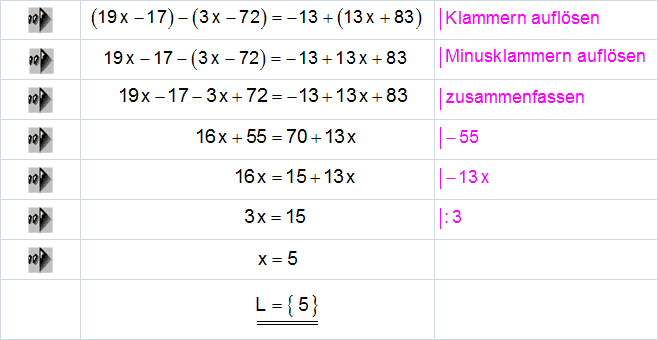 (19x − 17) − (3x − 72) = −13 + (13x + 83) | Klammern auflösen
19x − 17 − (3x − 72) = −13 + 13x + 83 | Minusklammern auflösen
19x − 17 − 3x + 72 = −13 + 13x + 83 | zusammenfassen
16x + 55 = 70 + 13x | − 55
16x = 15 + 13x | − 13x
3x = 15 | : 3
x = 5
L = { 5 }